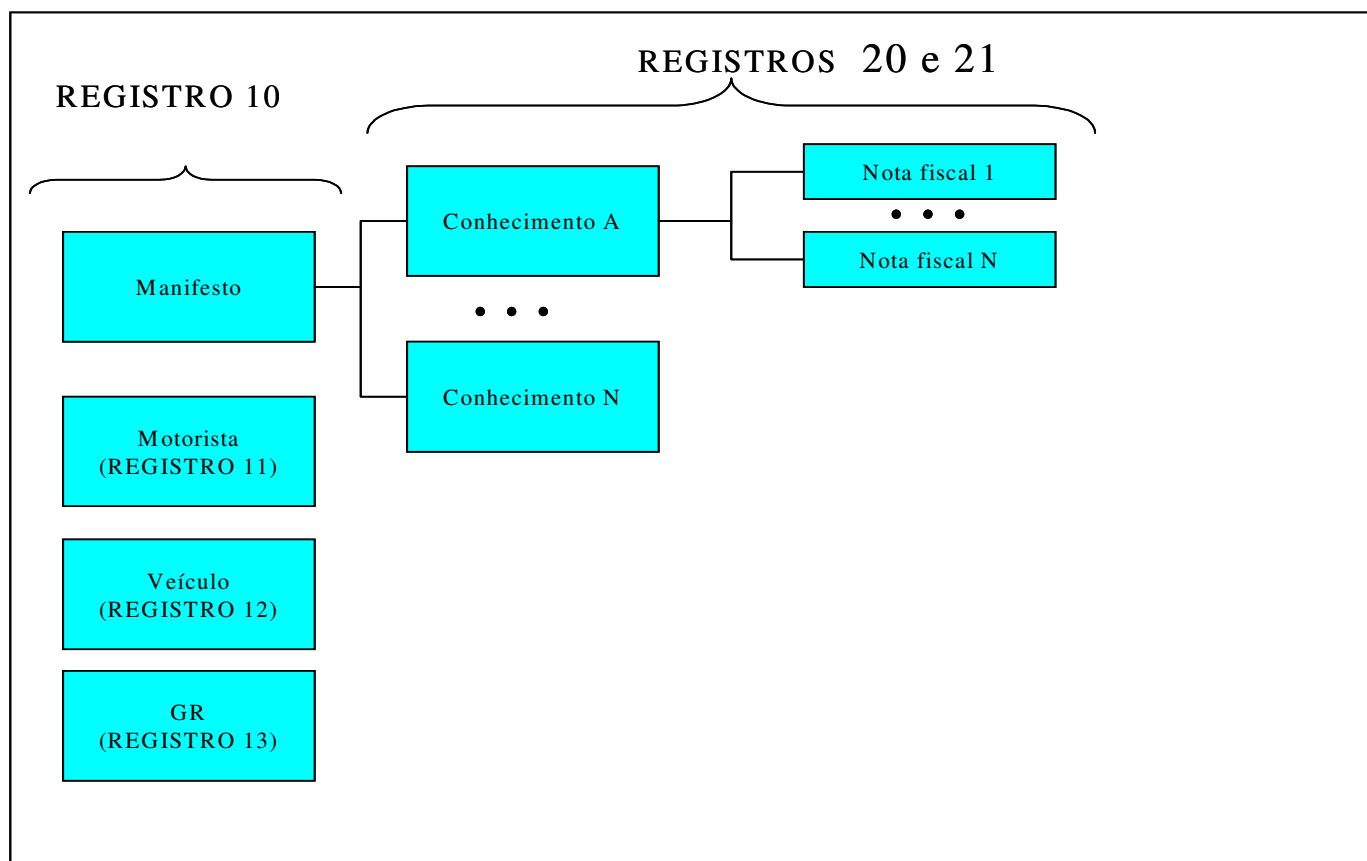 REGISTROS 20 e 21
REGISTRO 10
Nota fiscal 1
Conhecimento A
Nota fiscal N
Manifesto
Conhecimento N
Motorista
(REGISTRO 11)
Veículo
(REGISTRO 12)
GR
(REGISTRO 13)